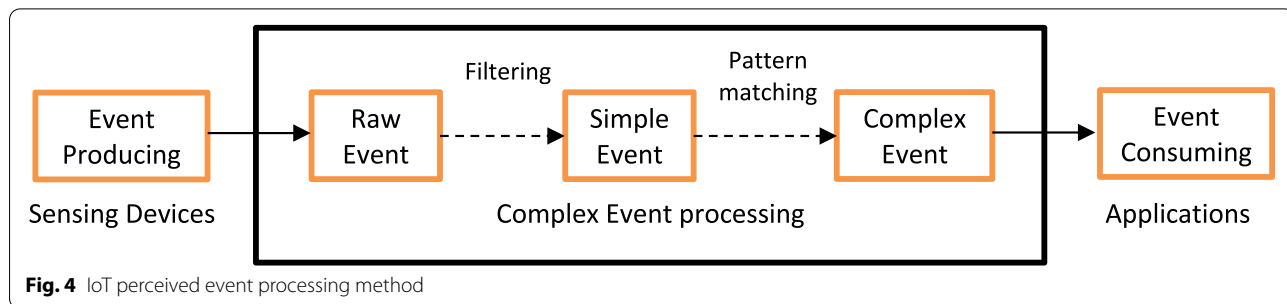 Filtering
Pattern
matching
Event
Producing
Raw
Event
Simple
Event
Complex
Event
Event
Consuming
Sensing Devices
Complex Event processing
Applications
Fig. 4 IoT perceived event processing method